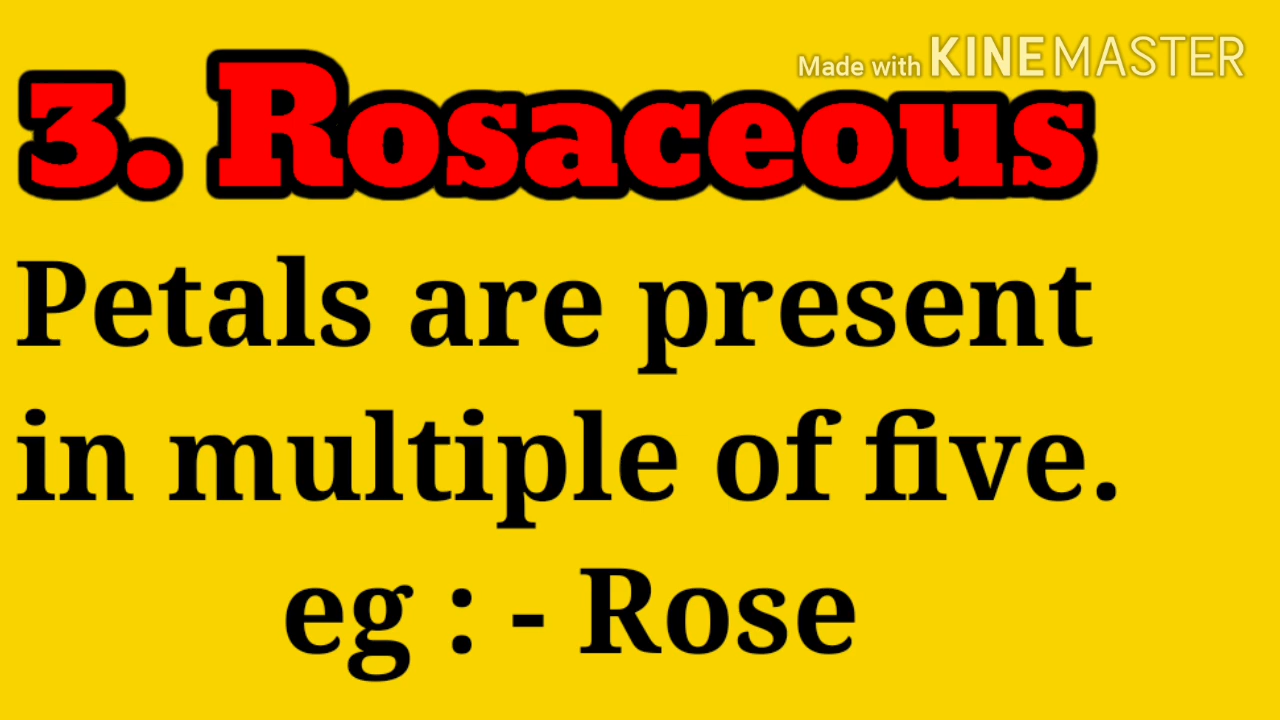 Made with KINEMASTER
3. Rosaceous
Petals are present
in multiple of five.
eg : - Rose